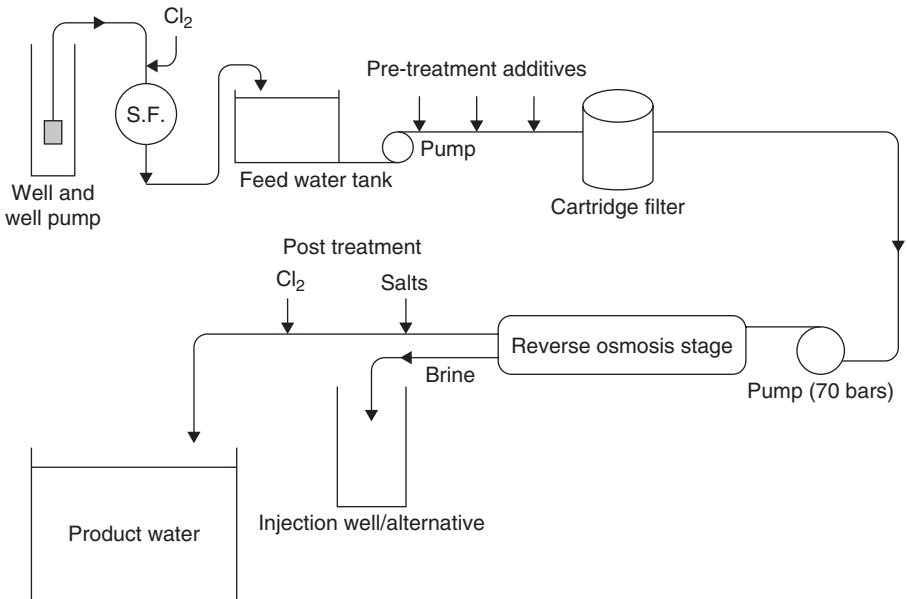 Cl₂
S.F.
Well and
well pump
Feed water tank
Pump
Pre-treatment additives
Cartridge filter
Post treatment
Cl₂
Salts
Reverse osmosis stage
Pump (70 bars)
Brine
Injection well/alternative
Product water